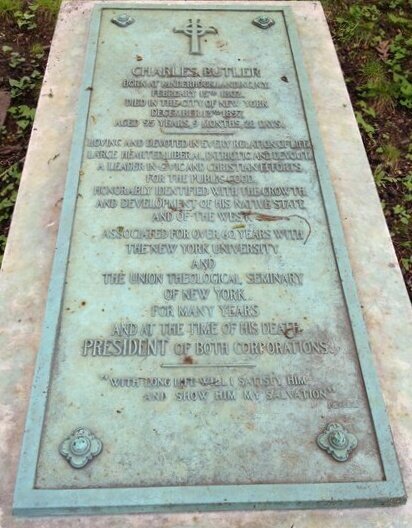 CHARLES BUTLER
BORN AT KINDERHOOK LANDING, N.Y.
FEBRUARY 15TH 1802.
DIED IN THE CITY OF NEW YORK
DECEMBER 13TH 1897.
AGED 95 YEARS, 9 MONTHS, 28 DAYS.
LOVING AND DEVOTED IN EVERY RELATION OF LIFE
LARGE HEARTED, LIBERAL, PATRIOTIC AND DEVOUT.
A LEADER IN CIVIC AND CHRISTIAN EFFORTS
FOR THE PUBLIC GOOD.
HONORABLY IDENTIFIED WITH THE GROWTH
AND DEVELOPMENT OF HIS NATIVE STATE
AND OF THE WEST
ASSOCIATED FOR OVER 60 YEARS WITH
THE NEW YORK UNIVERSITY
AND
THE UNION THEOLOGICAL SEMINARY
OF NEW YORK
FOR MANY YEARS
AND AT THE TIME OF HIS DEATH
PRESIDENT OF BOTH CORPORATIONS.
"WITH LONG LIFE WILL I SATISFY HIM
AND SHOW HIM MY SALVATION"